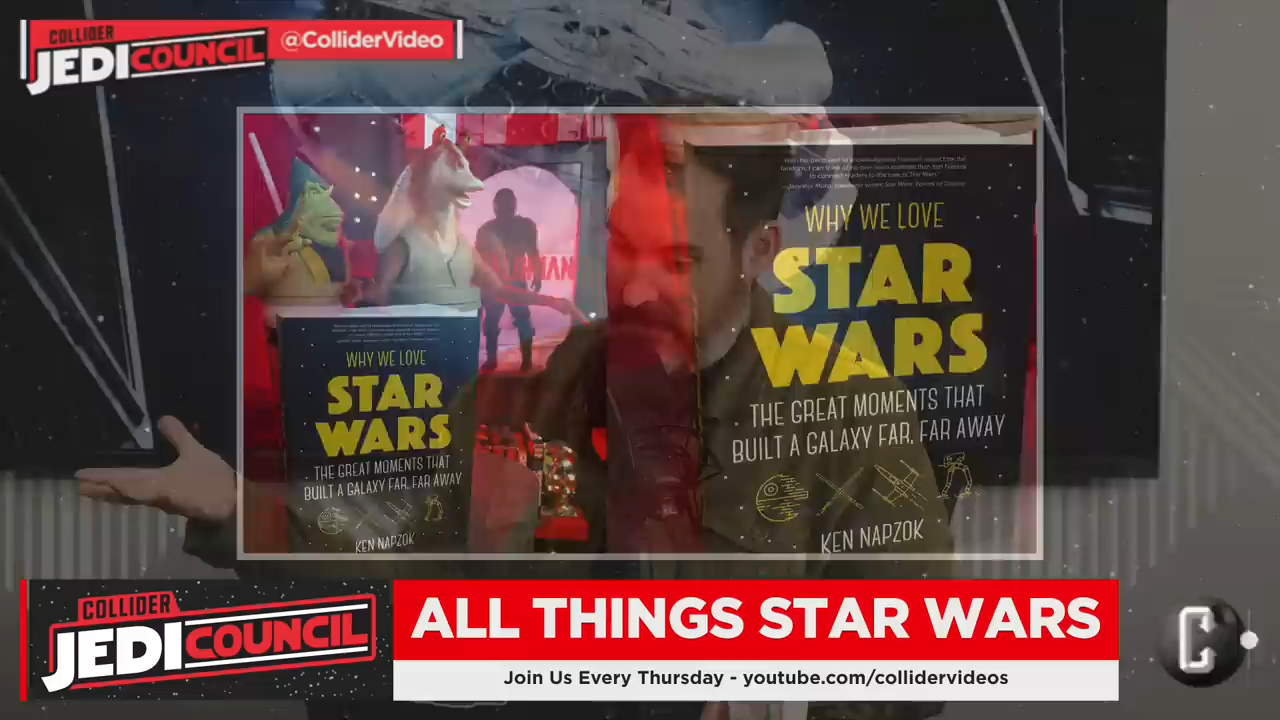 COLLIDER
JEDI COUNCIL
@ColliderVideo
WHY WE LOVE
STAR
WARS
THE GREAT MOMENTS THAT
BUILT A GALAXY FAR, FAR AWAY
KEN NAPZOK
WHY WE LOVE
STAR
WARS
THE GREAT MOMENTS THAT
BUILT A GALAXY FAR, FAR AWAY
KEN NAPZOK
COLLIDER
JEDI COUNCIL
ALL THINGS STAR WARS
Join Us Every Thursday - youtube.com/collidervideos
C